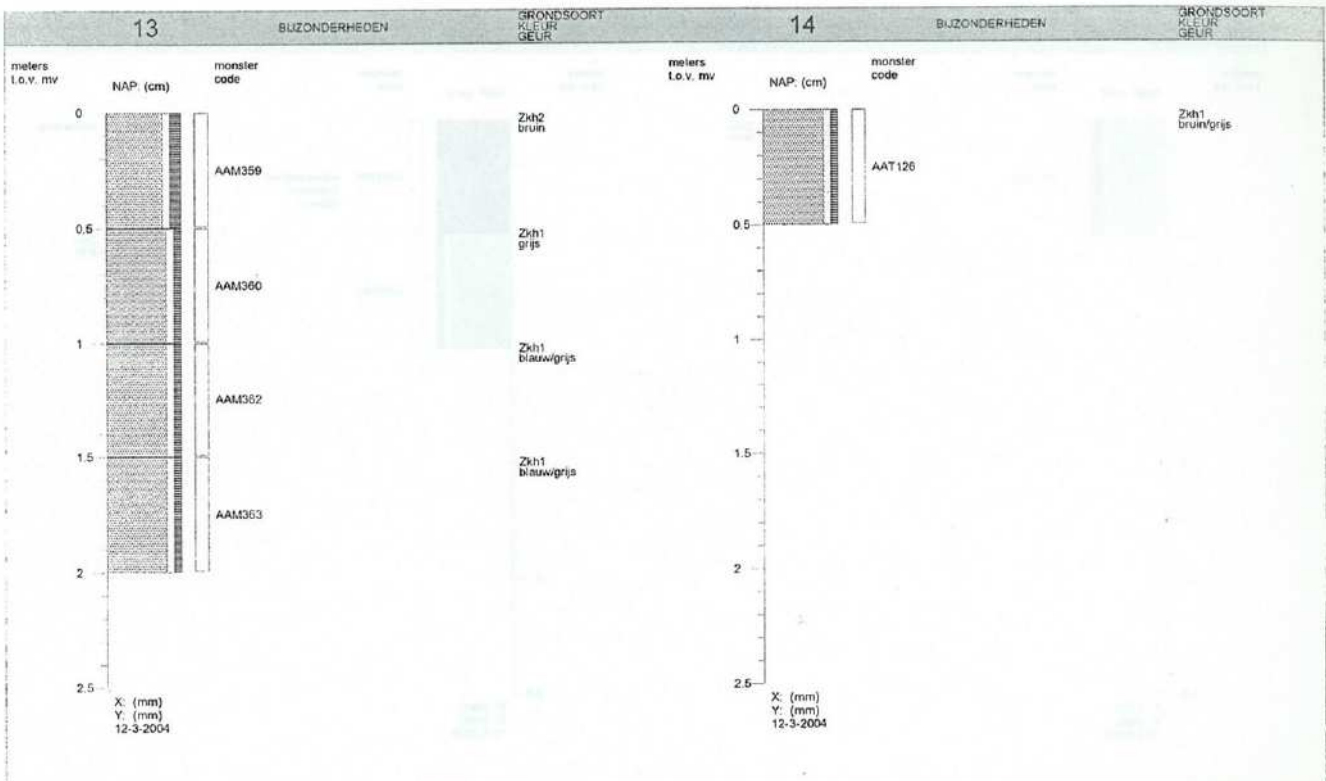 13
BIJZONDERHEDEN
GRONDSOORT
KLEUR
GEUR
meters
t.o.v. mv
NAP: (cm)
monster
code
0
Zkh2
bruin
AAM359
0.5
Zkh1
grijs
AAM360
1
Zkh1
blauw/grijs
AAM362
1.5
Zkh1
blauw/grijs
AAM363
2
2.5
X: (mm)
Y: (mm)
12-3-2004
14
BIJZONDERHEDEN
GRONDSOORT
KLEUR
GEUR
meters
t.o.v. mv
NAP: (cm)
monster
code
0
Zkh1
bruin/grijs
AAT126
0.5
1
1.5
2
2.5
X: (mm)
Y: (mm)
12-3-2004